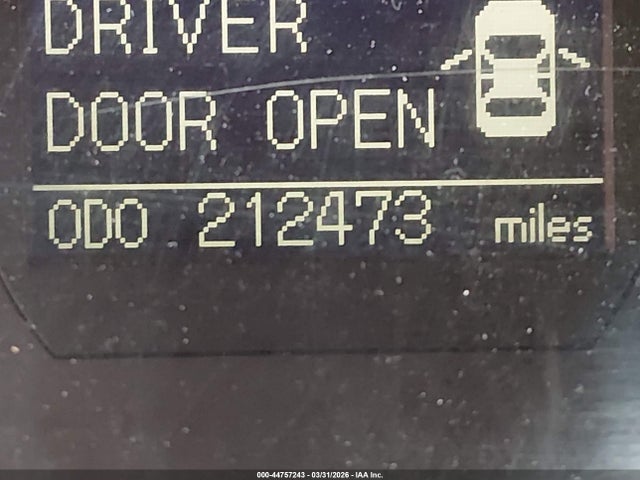 DRIVER
DOOR OPEN
ODO 212473 miles
000-44757243 - 03/31/2026 - IAA Inc.